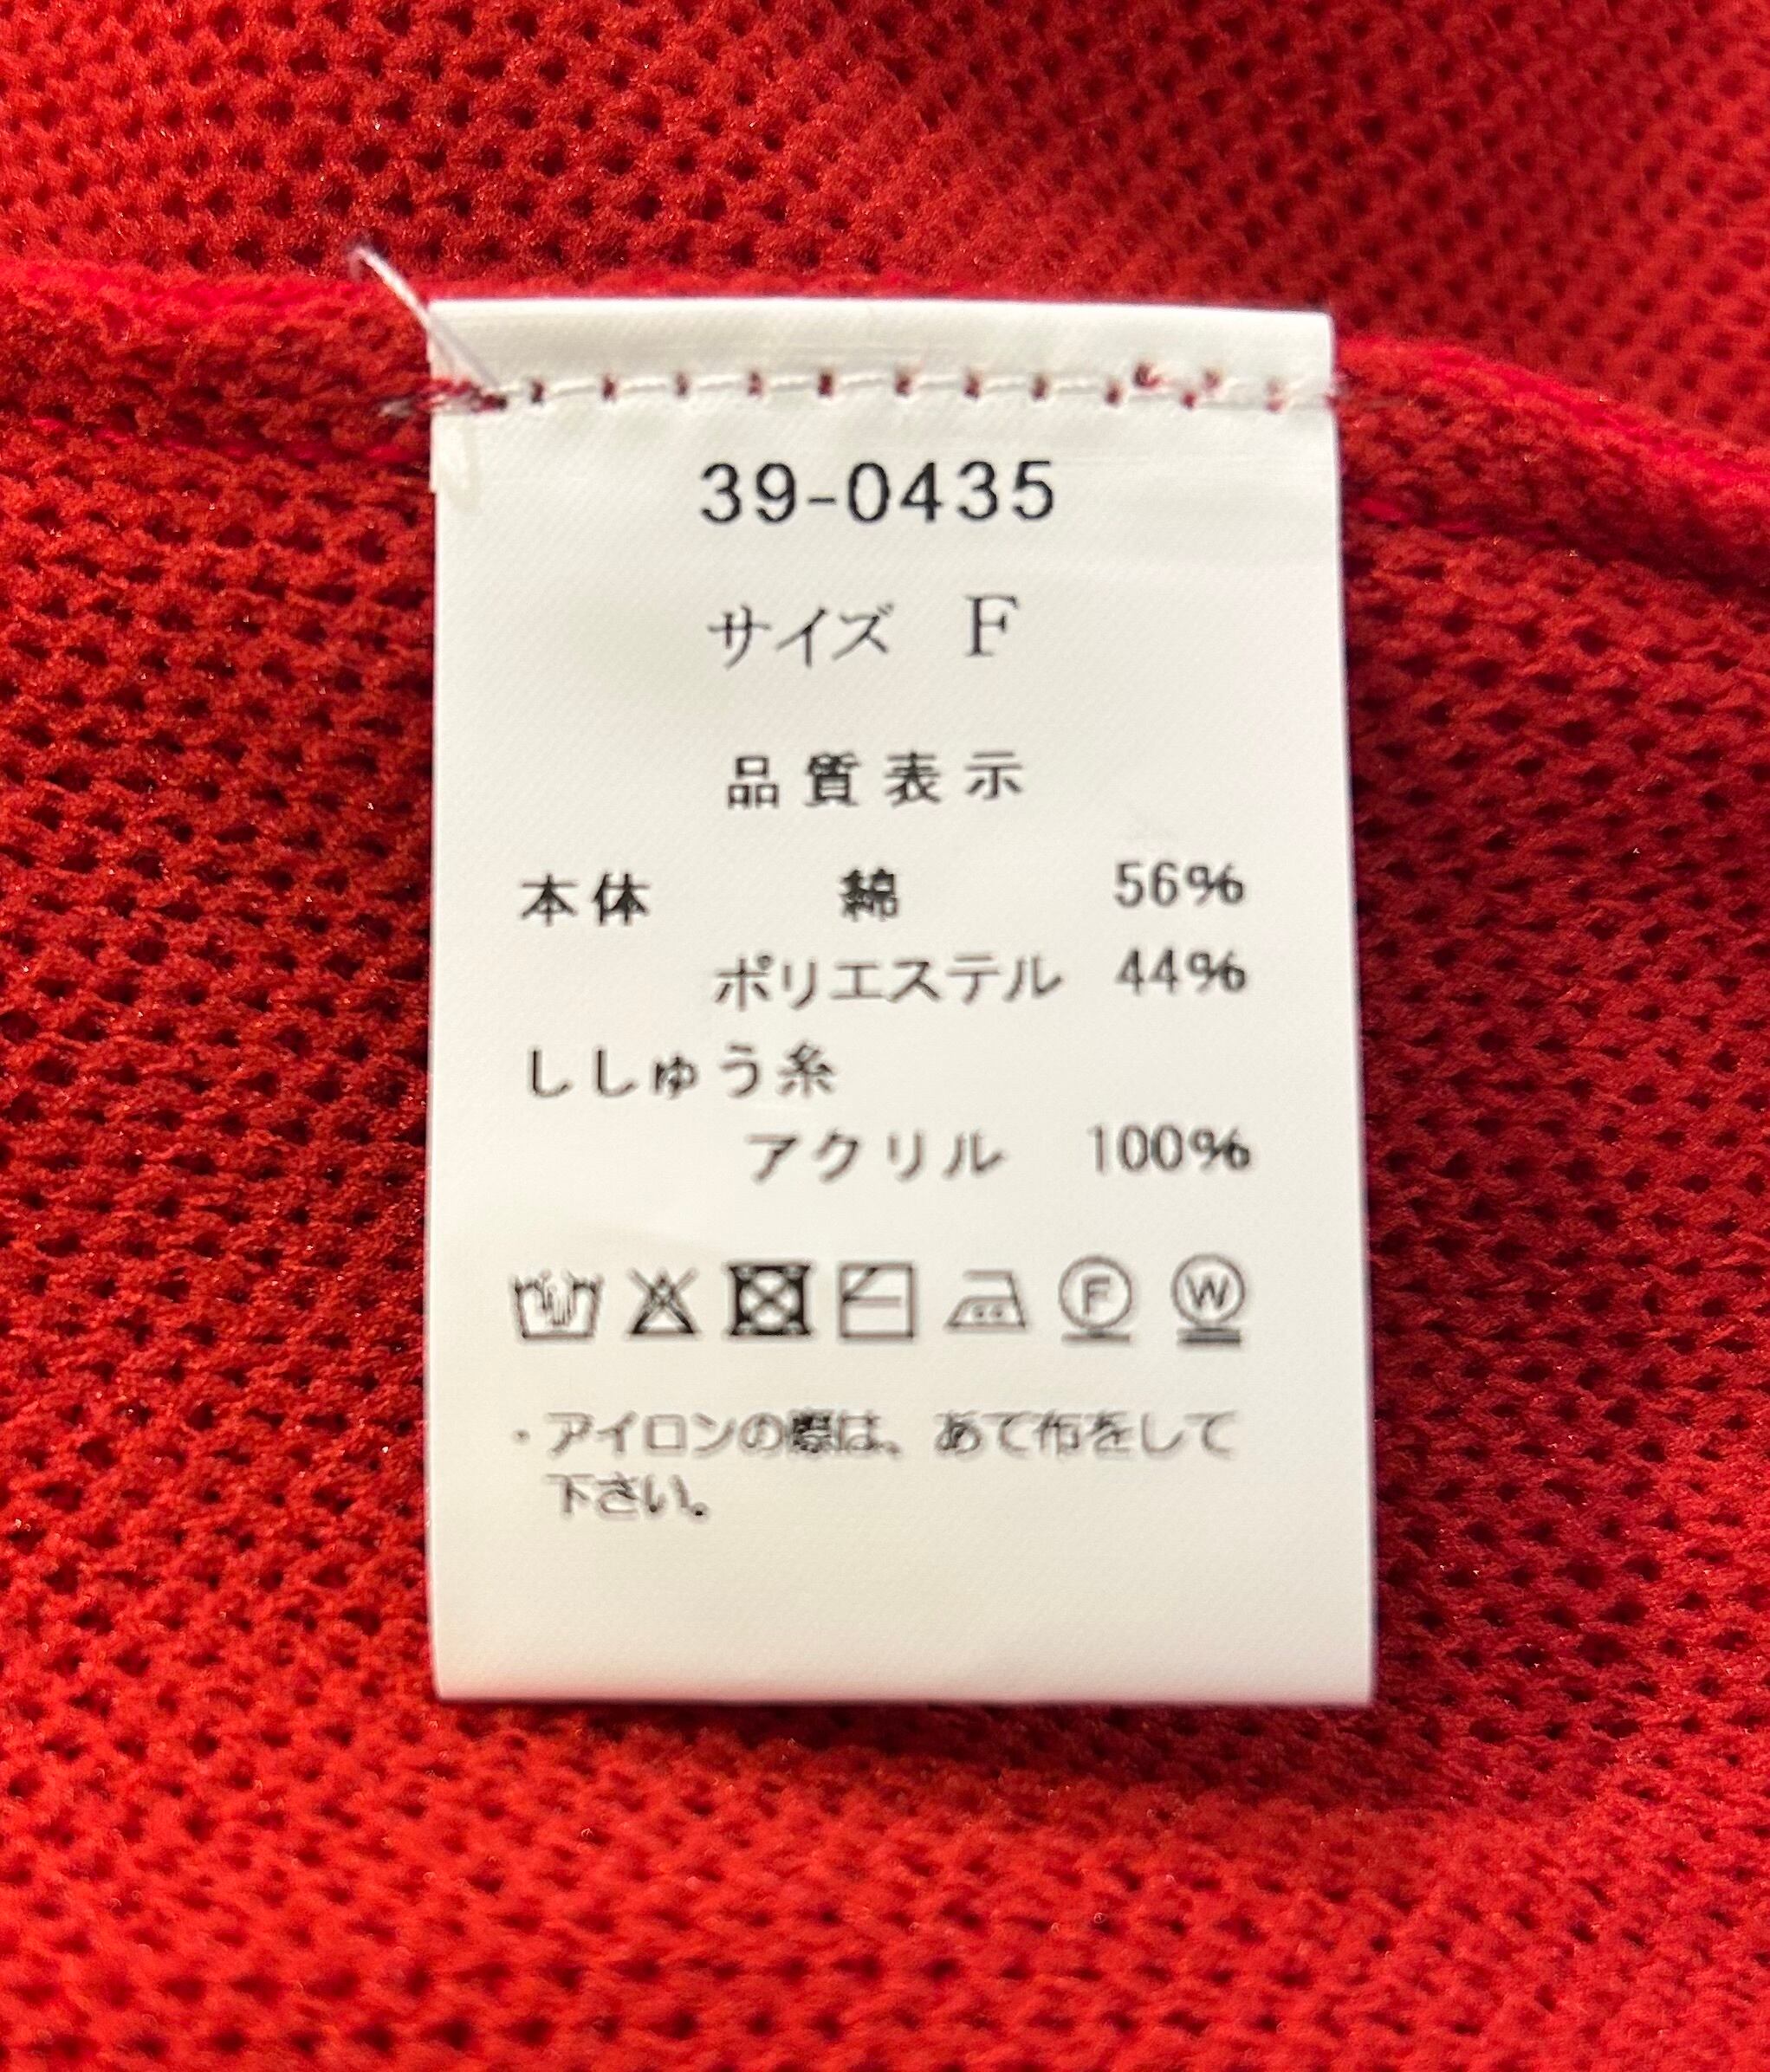 39-0435
サイズ F
品質表示
本体 綿 56%
ポリエステル 44%
ししゅう糸
アクリル 100%
F W
・アイロンの際は、あて布をして
下さい。